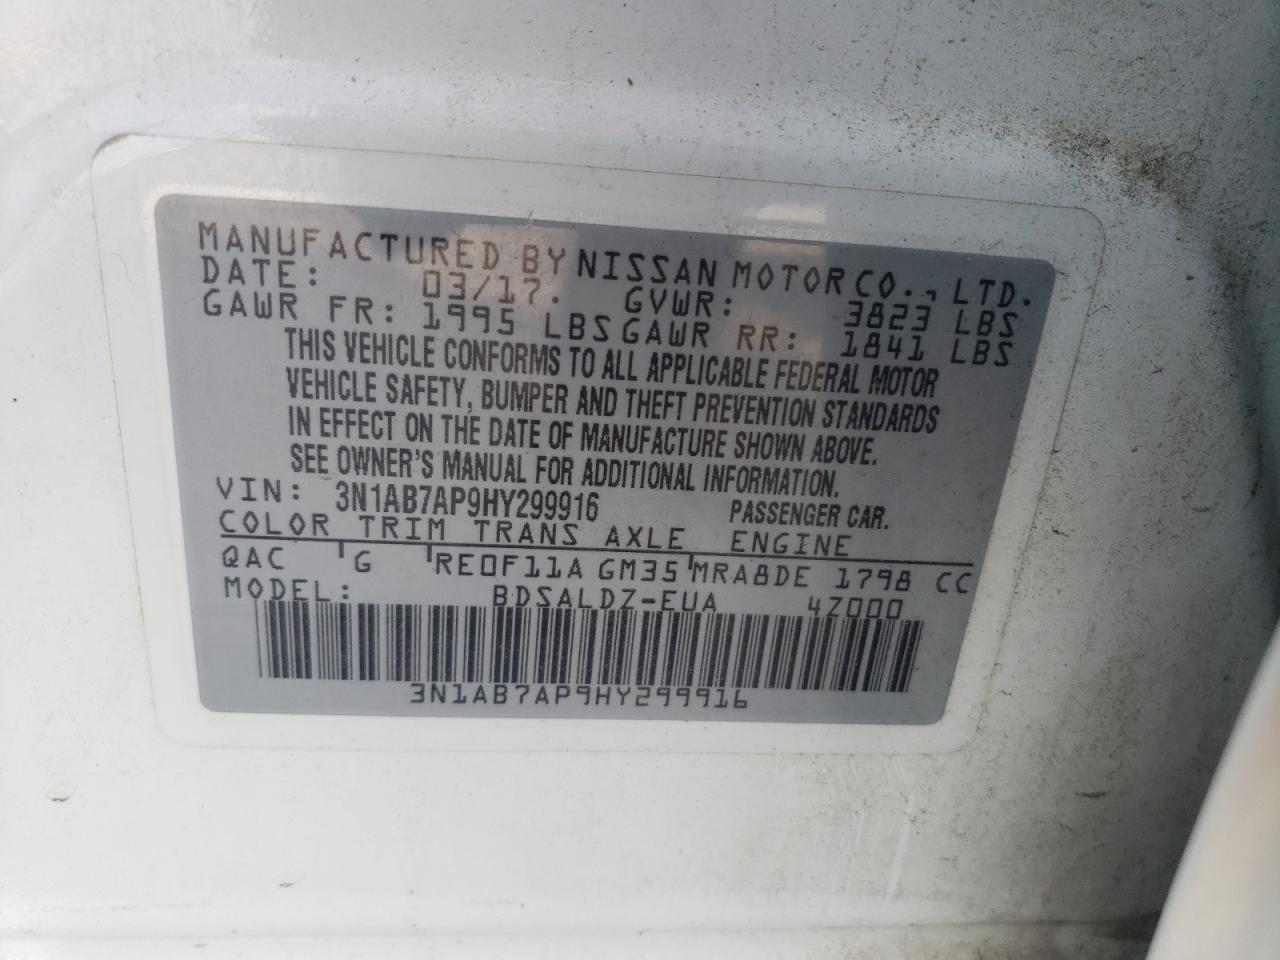 MANUFACTURED BY NISSAN MOTOR CO., LTD.
DATE: 03/17. GVWR: 3823 LBS
GAWR FR: 1995 LBS GAWR RR: 1841 LBS
THIS VEHICLE CONFORMS TO ALL APPLICABLE FEDERAL MOTOR
VEHICLE SAFETY, BUMPER AND THEFT PREVENTION STANDARDS
IN EFFECT ON THE DATE OF MANUFACTURE SHOWN ABOVE.
SEE OWNER'S MANUAL FOR ADDITIONAL INFORMATION.
VIN: 3N1AB7AP9HY299916 PASSENGER CAR.
COLOR TRIM TRANS AXLE ENGINE
QAC G RE0F11A GM35 MRA8DE 1798 CC
MODEL: BDSALDZ-EUA 4Z000
3N1AB7AP9HY299916